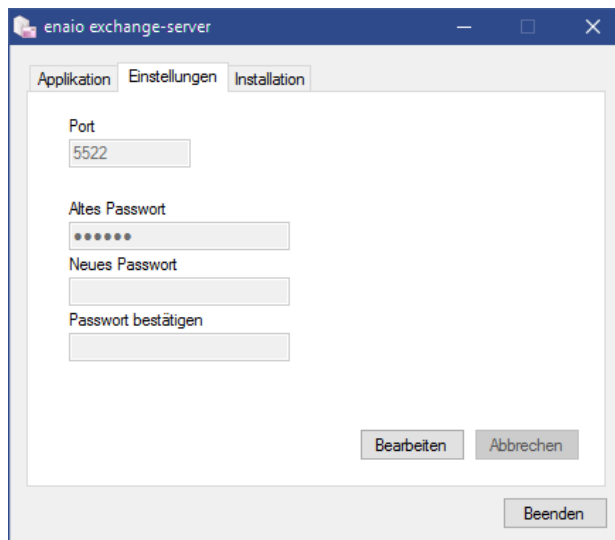 enaio exchange-server
Applikation Einstellungen Installation
Port
5522
Altes Passwort
●●●●●●
Neues Passwort
Passwort bestätigen
Bearbeiten Abbrechen
Beenden